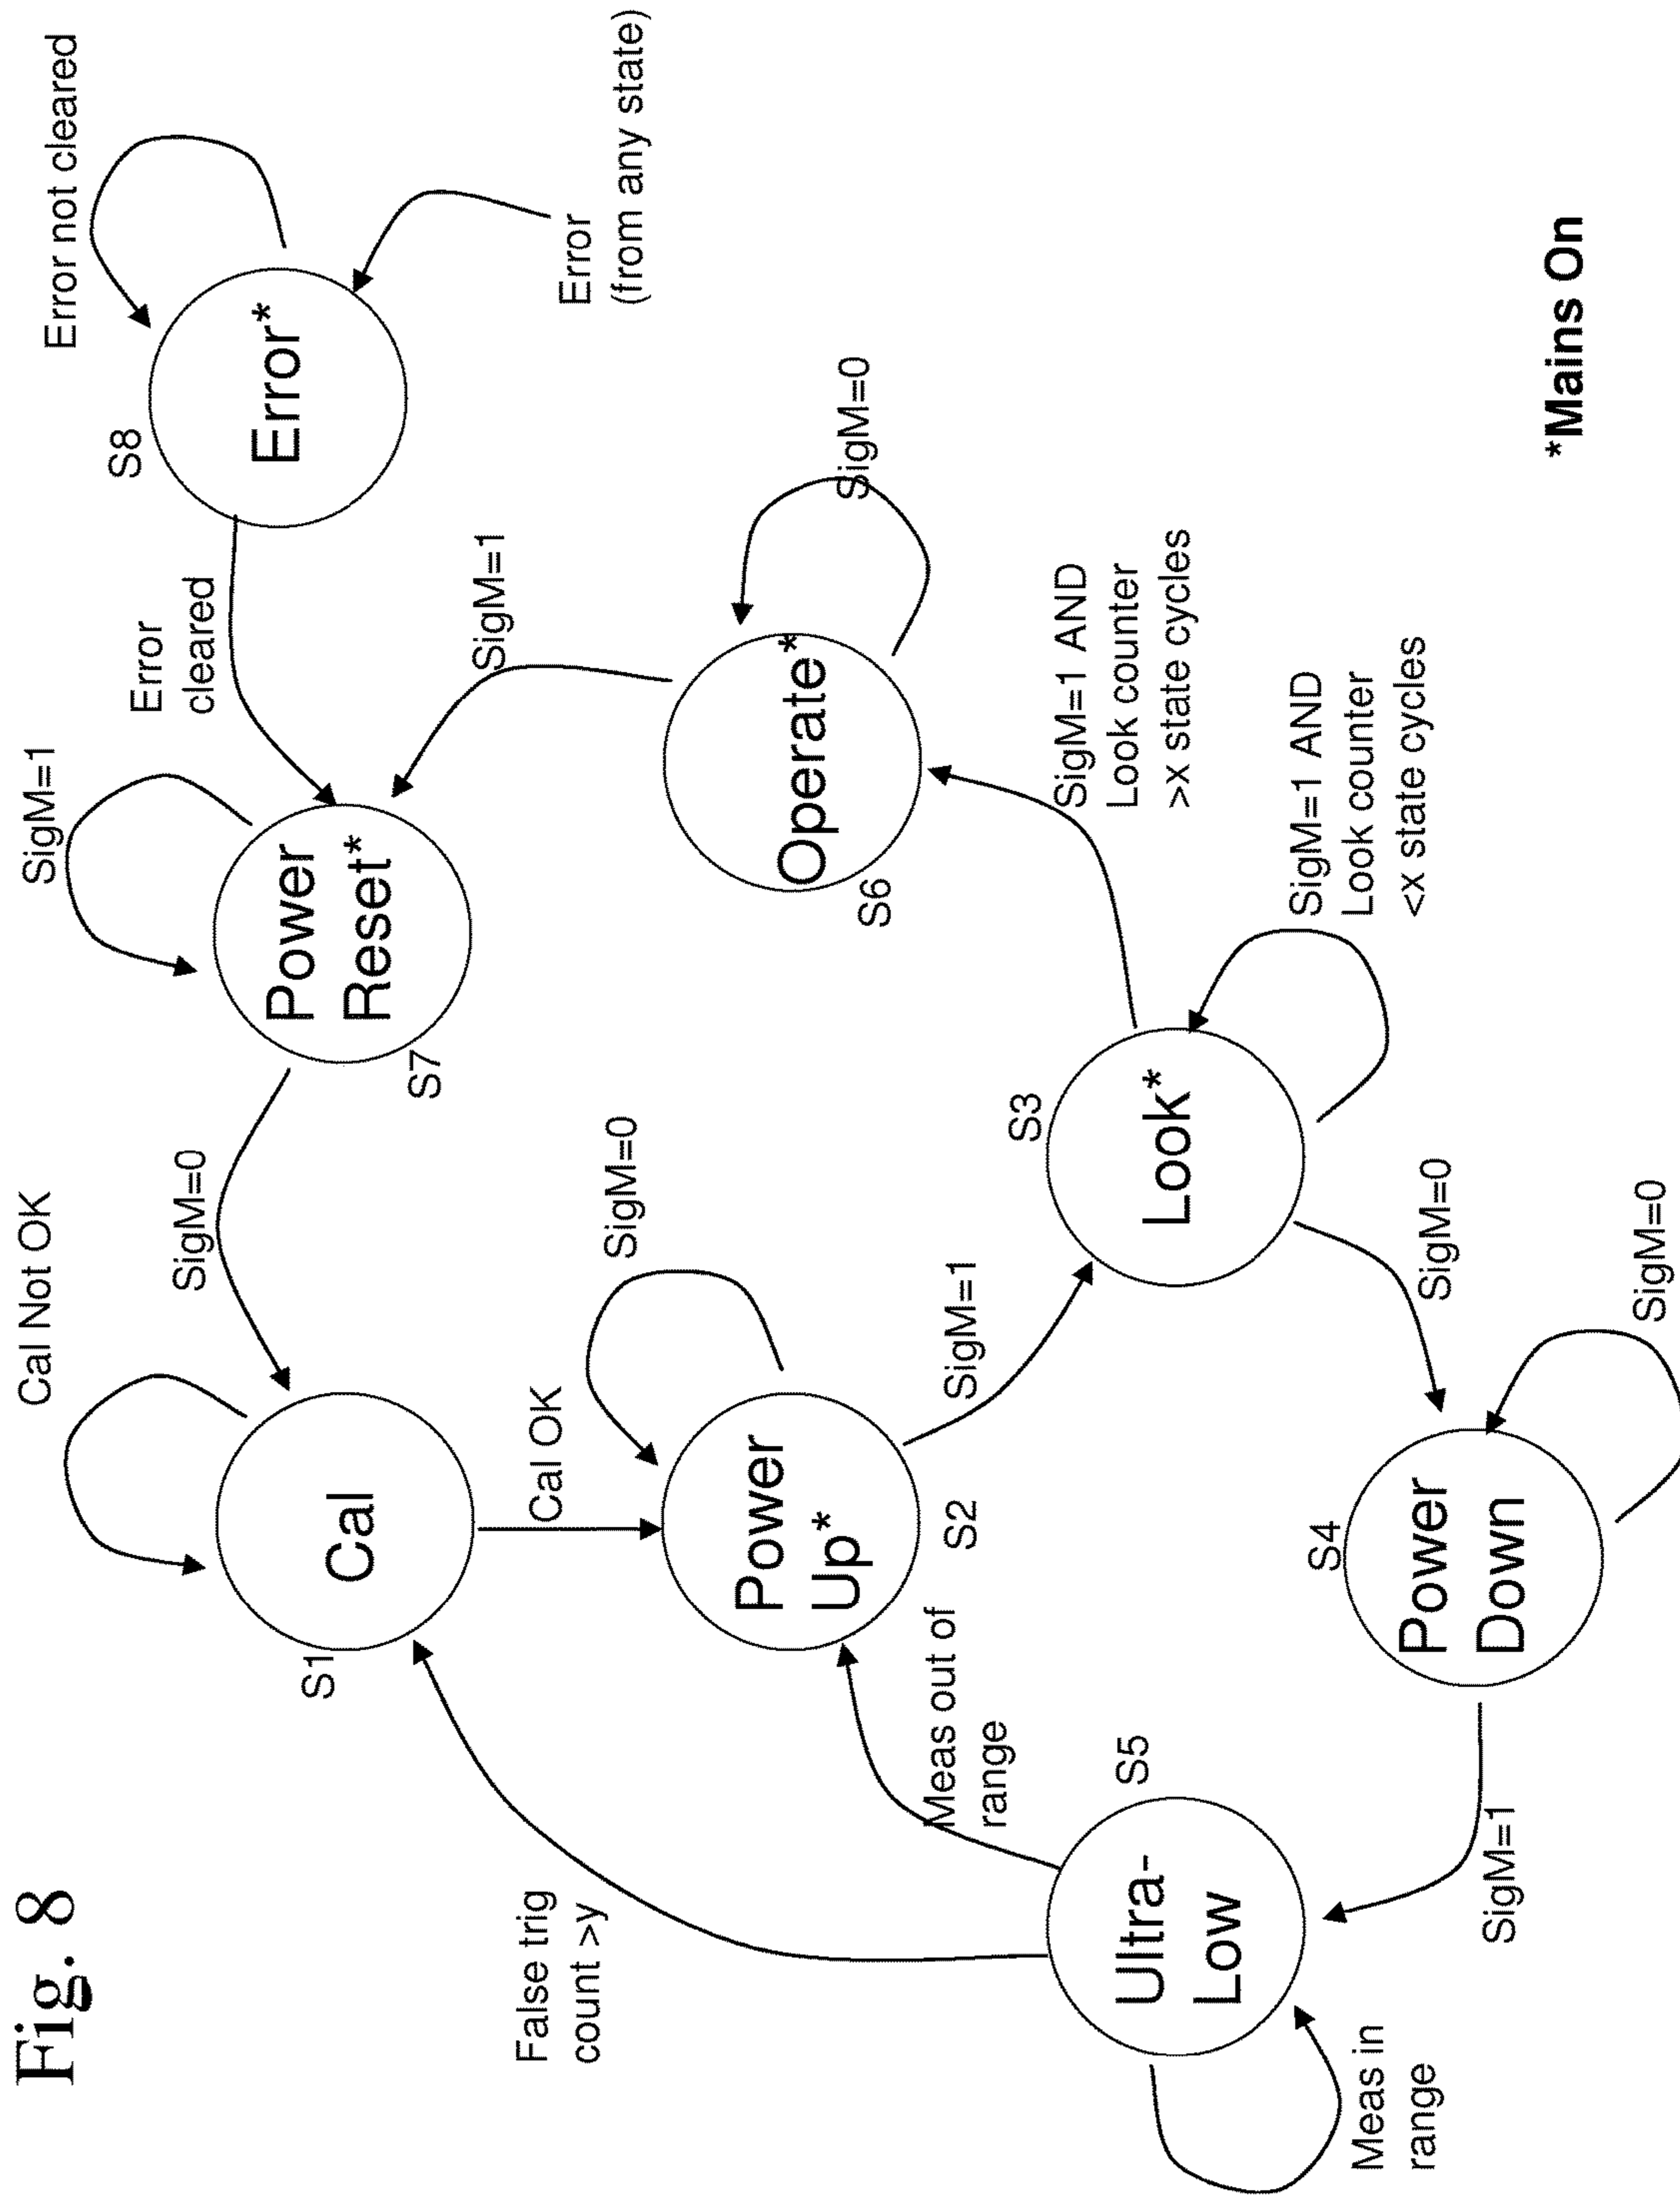 Fig. 8
Cal Not OK
SigM=1
Error not cleared
S1
Cal
SigM=0
S7
Power
Reset*
Error
cleared
S8
Error*
Error
(from any state)
False trig
count >y
Cal OK
SigM=0
SigM=1
Power
Up*
S2
S6
Operate*
SigM=0
Meas out of
range
SigM=1
S3
Look*
SigM=1 AND
Look counter
>x state cycles
S5
Ultra-
Low
SigM=1 AND
Look counter
<x state cycles
Meas in
range
SigM=1
S4
Power
Down
SigM=0
SigM=0
*Mains On